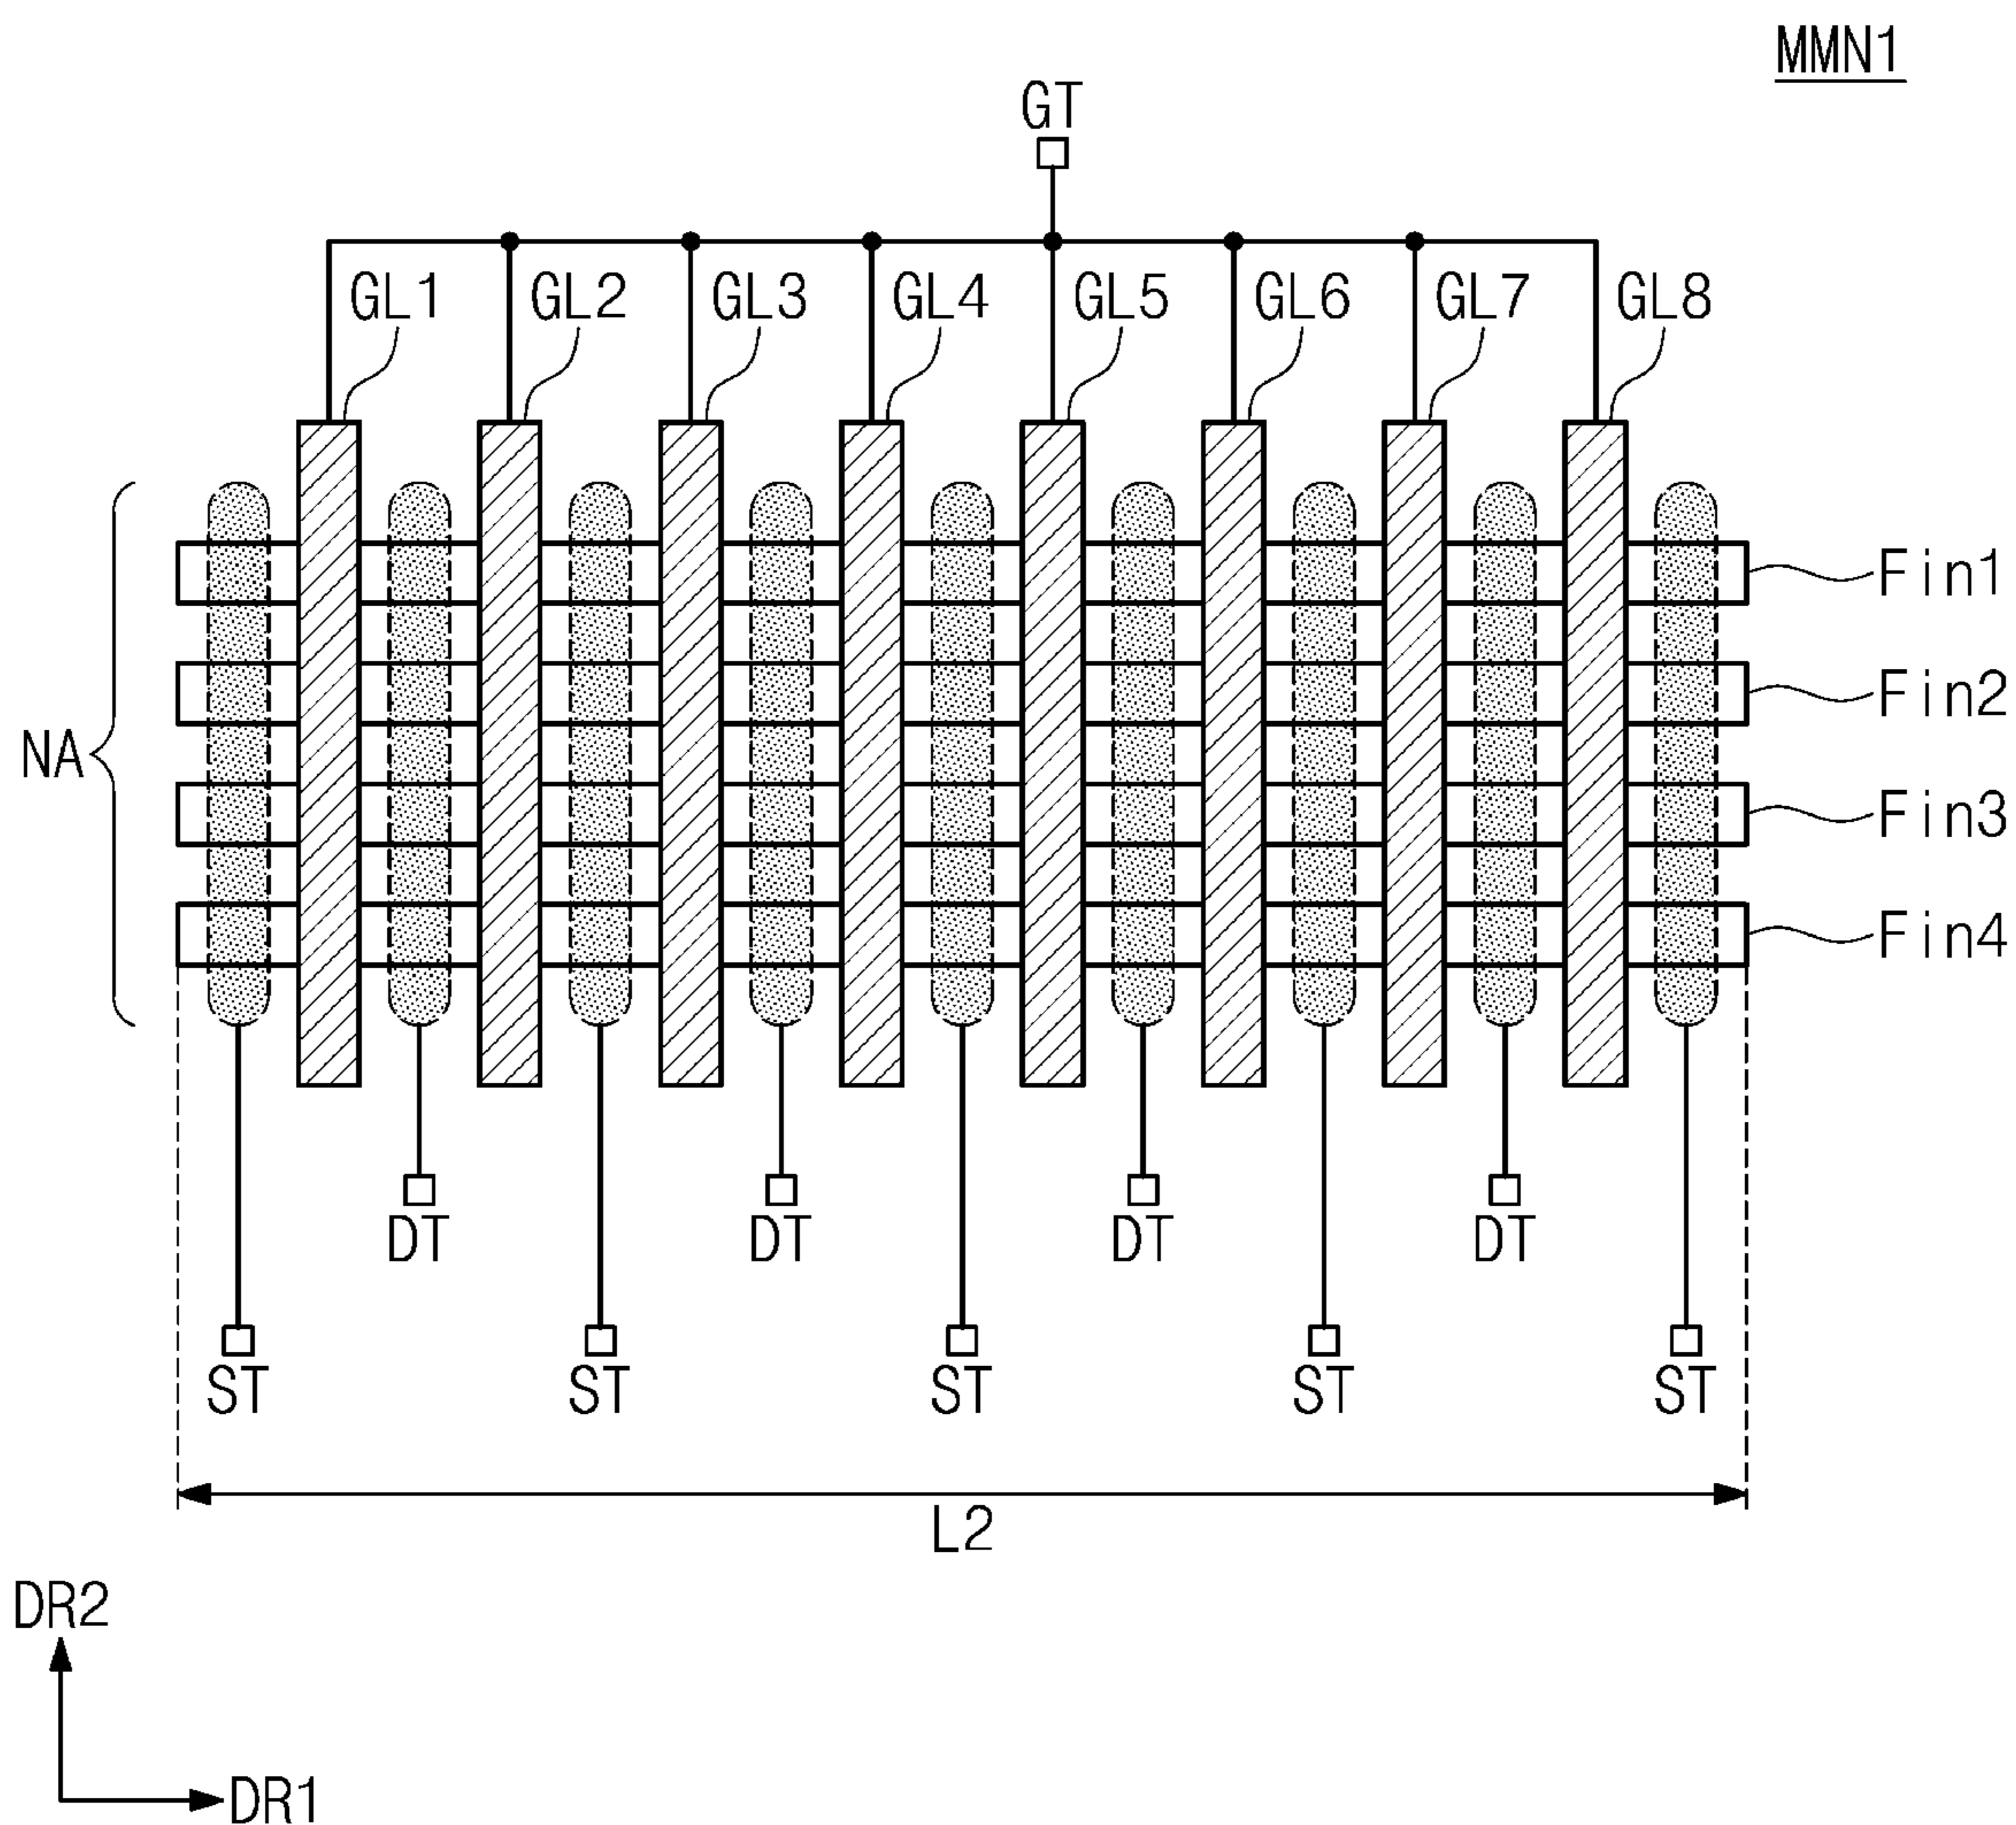 MMN1
GT
GL1 GL2 GL3 GL4 GL5 GL6 GL7 GL8
Fin1
Fin2
NA
Fin3
Fin4
DT DT DT DT
ST ST ST ST ST
L2
DR2
DR1